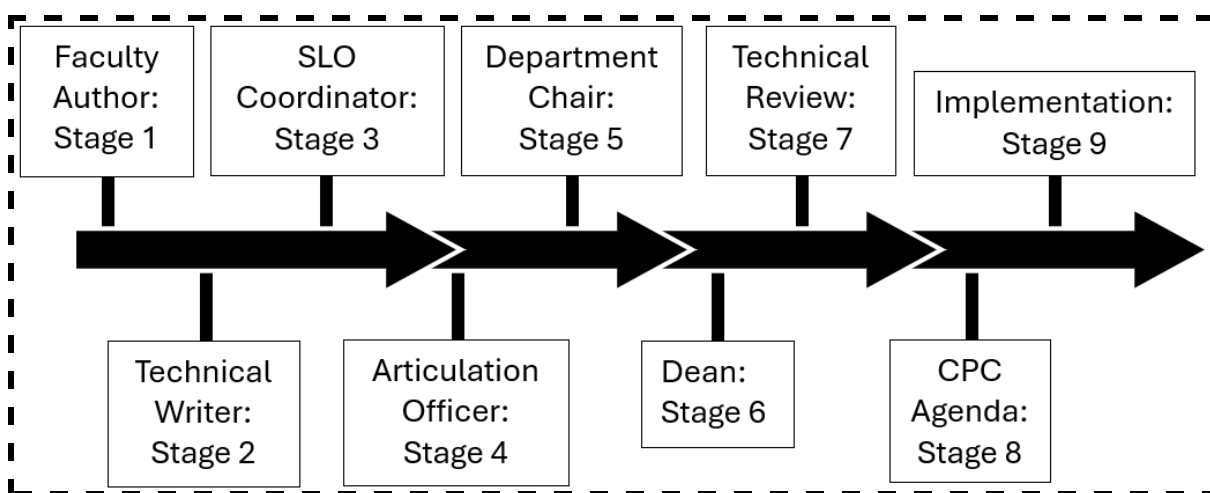 Faculty
Author:
Stage 1
SLO
Coordinator:
Stage 3
Department
Chair:
Stage 5
Technical
Review:
Stage 7
Implementation:
Stage 9
Technical
Writer:
Stage 2
Articulation
Officer:
Stage 4
Dean:
Stage 6
CPC
Agenda:
Stage 8